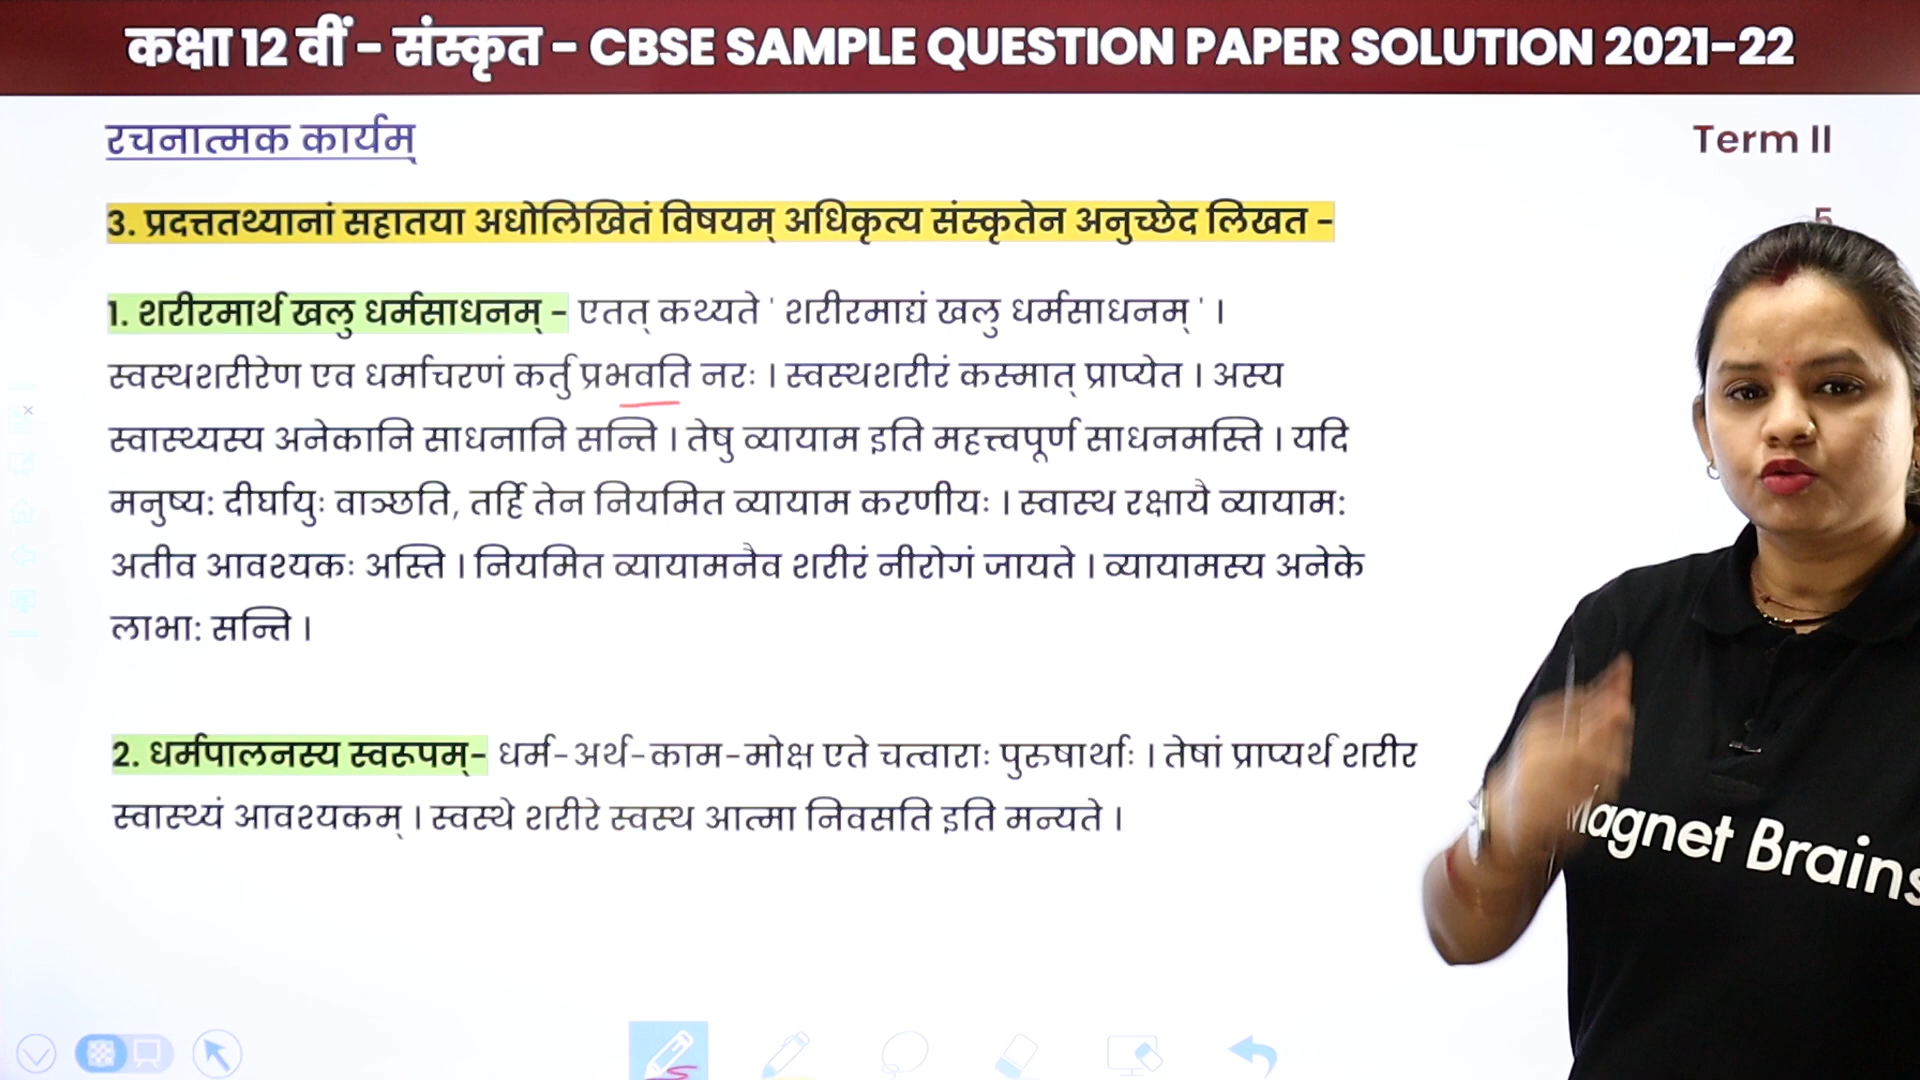 कक्षा 12 वीं - संस्कृत - CBSE SAMPLE QUESTION PAPER SOLUTION 2021-22
रचनात्मक कार्यम्
Term II
3. प्रदत्ततथ्यानां सहातया अधोलिखितं विषयम् अधिकृत्य संस्कृतेन अनुच्छेद लिखत -
5
1. शरीरमार्थ खलु धर्मसाधनम् - एतत् कथ्यते ' शरीरमाद्यं खलु धर्मसाधनम् ' ।
स्वस्थशरीरेण एव धर्माचरणं कर्तु प्रभवति नरः । स्वस्थशरीरं कस्मात् प्राप्येत । अस्य
स्वास्थ्यस्य अनेकानि साधनानि सन्ति । तेषु व्यायाम इति महत्त्वपूर्ण साधनमस्ति । यदि
मनुष्य: दीर्घायुः वाञ्छति, तर्हि तेन नियमित व्यायाम करणीयः । स्वास्थ रक्षायै व्यायाम:
अतीव आवश्यकः अस्ति । नियमित व्यायामनैव शरीरं नीरोगं जायते । व्यायामस्य अनेके
लाभा: सन्ति ।
2. धर्मपालनस्य स्वरूपम्- धर्म-अर्थ-काम-मोक्ष एते चत्वाराः पुरुषार्थाः । तेषां प्राप्यर्थ शरीर
स्वास्थ्यं आवश्यकम् । स्वस्थे शरीरे स्वस्थ आत्मा निवसति इति मन्यते ।
Magnet Brains